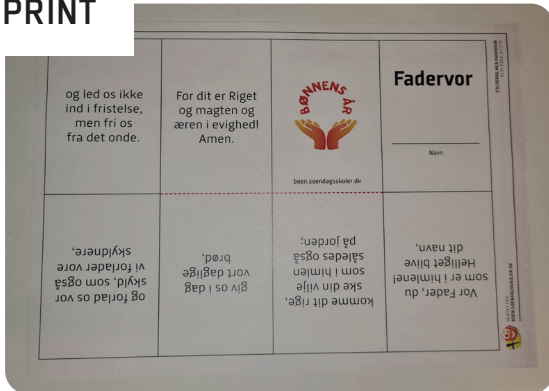 PRINT
og led os ikke
ind i fristelse,
men fri os
fra det onde.
For dit er Riget
og magten og
æren i evighed!
Amen.
BØNNENS ÅR
boen.soendagsskoler.dk
Fadervor
Navn
Vor Fader, du
som er i himlene!
Helliget blive
dit navn,
komme dit rige,
ske din vilje
som i himlen
således også
på jorden;
giv os i dag
vort daglige
brød,
og forlad os vor
skyld, som også
vi forlader vore
skyldnere,
BOEN.SOENDAGSSKOLER.DK